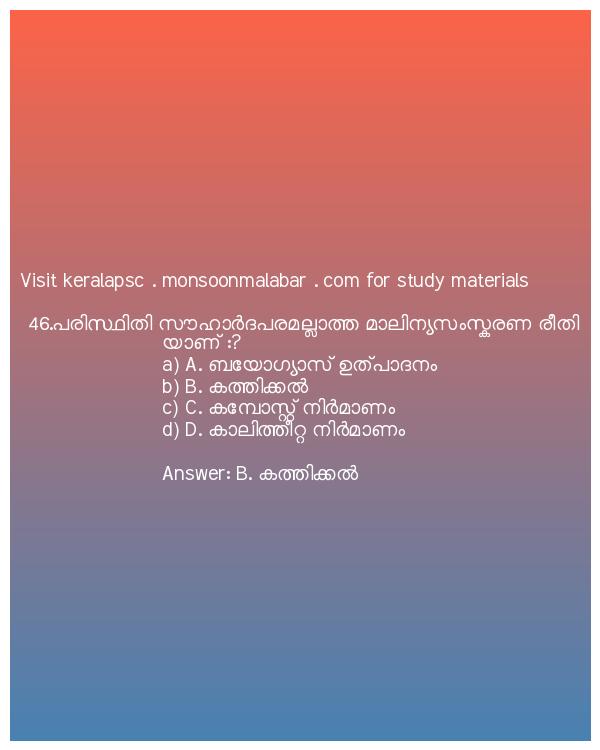 Visit keralapsc . monsoonmalabar . com for study materials
46.പരിസ്ഥിതി സൗഹാർദപരമല്ലാത്ത മാലിന്യസംസ്കരണ രീതി
യാണ് :?
a) A. ബയോഗ്യാസ് ഉത്പാദനം
b) B. കത്തിക്കൽ
c) C. കമ്പോസ്റ്റ് നിർമാണം
d) D. കാലിത്തീറ്റ നിർമാണം
Answer: B. കത്തിക്കൽ